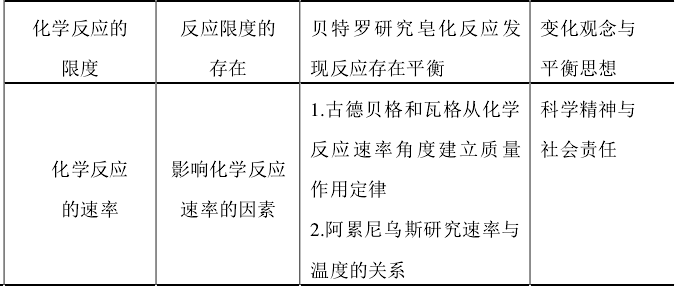 化学反应的
限度
反应限度的
存在
贝特罗研究皂化反应发
现反应存在平衡
变化观念与
平衡思想
化学反应
的速率
影响化学反应
速率的因素
1.古德贝格和瓦格从化学
反应速率角度建立质量
作用定律
2.阿累尼乌斯研究速率与
温度的关系
科学精神与
社会责任